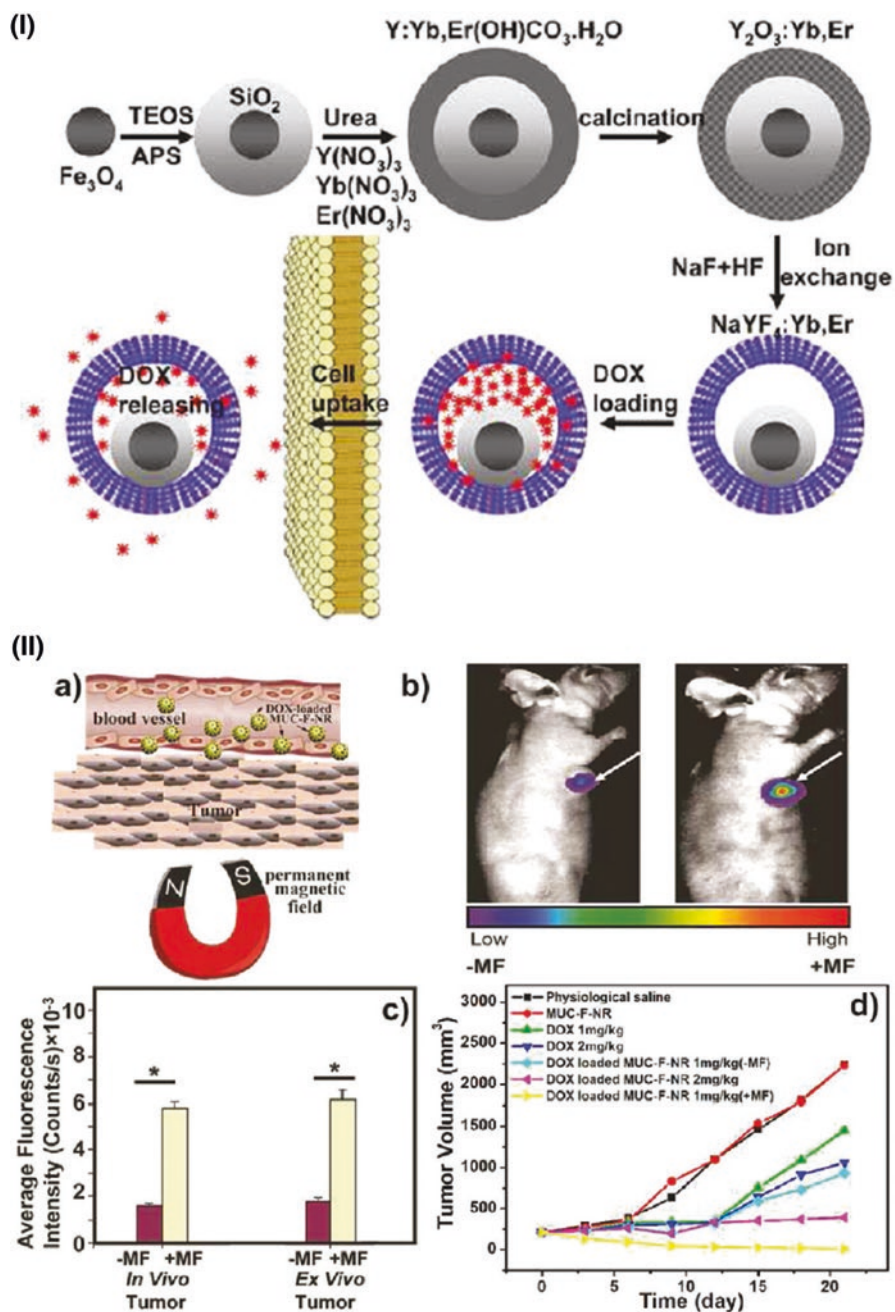 (I)
Y:Yb,Er(OH)CO₃.H₂O
Y₂O₃:Yb,Er
SiO₂
TEOS
APS
Fe₃O₄
Urea
Y(NO₃)₃
Yb(NO₃)₃
Er(NO₃)₃
calcination
NaF+HF
Ion
exchange
NaYF₄:Yb,Er
DOX
loading
Cell
uptake
DOX
releasing
(II)
a)
blood vessel
DOX-loaded
MUC-F-NR
Tumor
N
S
permanent
magnetic
field
b)
Low
High
-MF
+MF
c)
Average Fluorescence
Intensity (Counts/s)×10⁻³
10
8
6
4
2
0
*
*
-MF +MF
In Vivo
Tumor
-MF +MF
Ex Vivo
Tumor
d)
Tumor Volume (mm³)
3000
2500
2000
1500
1000
500
0
Physiological saline
MUC-F-NR
DOX 1mg/kg
DOX 2mg/kg
DOX loaded MUC-F-NR 1mg/kg(-MF)
DOX loaded MUC-F-NR 2mg/kg
DOX loaded MUC-F-NR 1mg/kg(+MF)
0
5
10
15
20
Time (day)